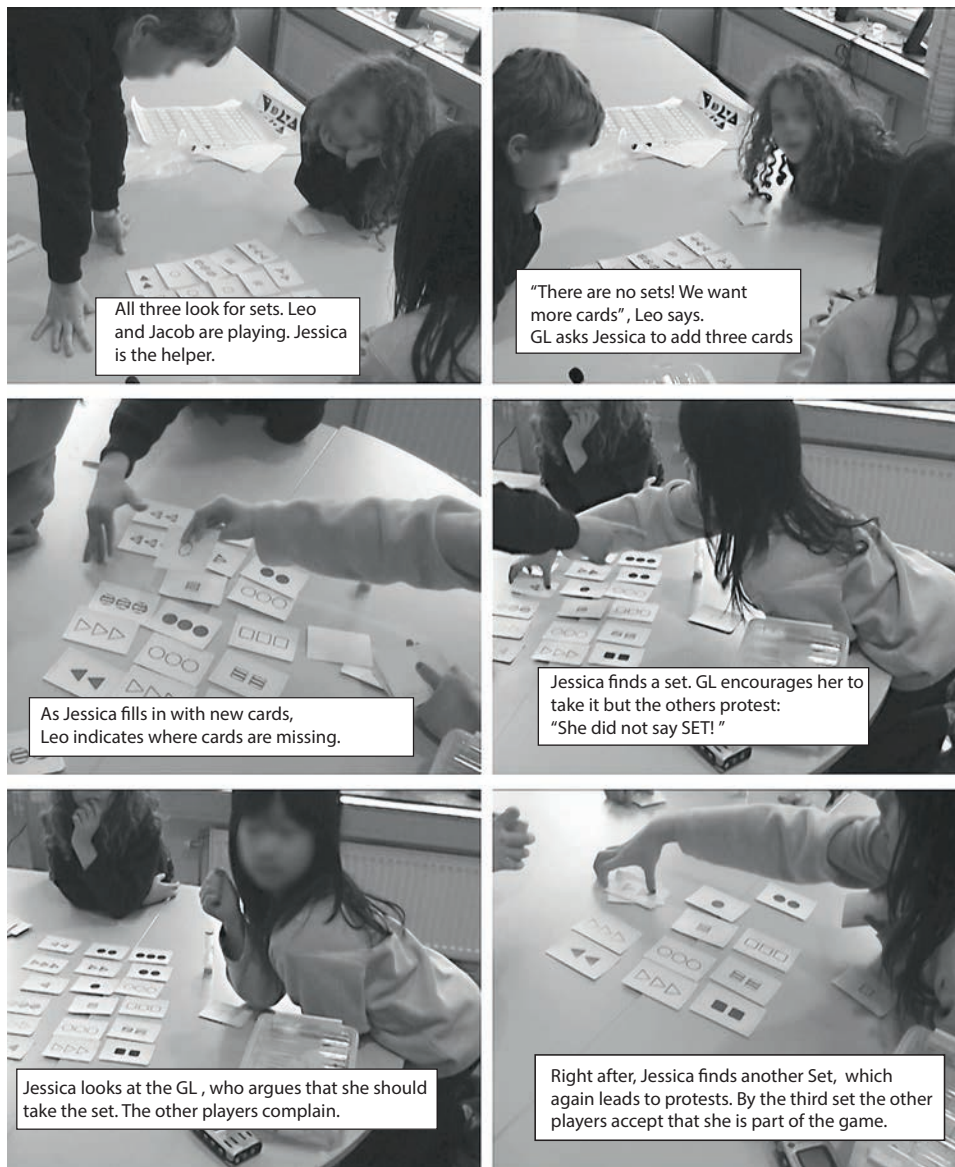 All three look for sets. Leo
and Jacob are playing. Jessica
is the helper.
“There are no sets! We want
more cards”, Leo says.
GL asks Jessica to add three cards
As Jessica fills in with new cards,
Leo indicates where cards are missing.
Jessica finds a set. GL encourages her to
take it but the others protest:
“She did not say SET! ”
Jessica looks at the GL , who argues that she should
take the set. The other players complain.
Right after, Jessica finds another Set, which
again leads to protests. By the third set the other
players accept that she is part of the game.